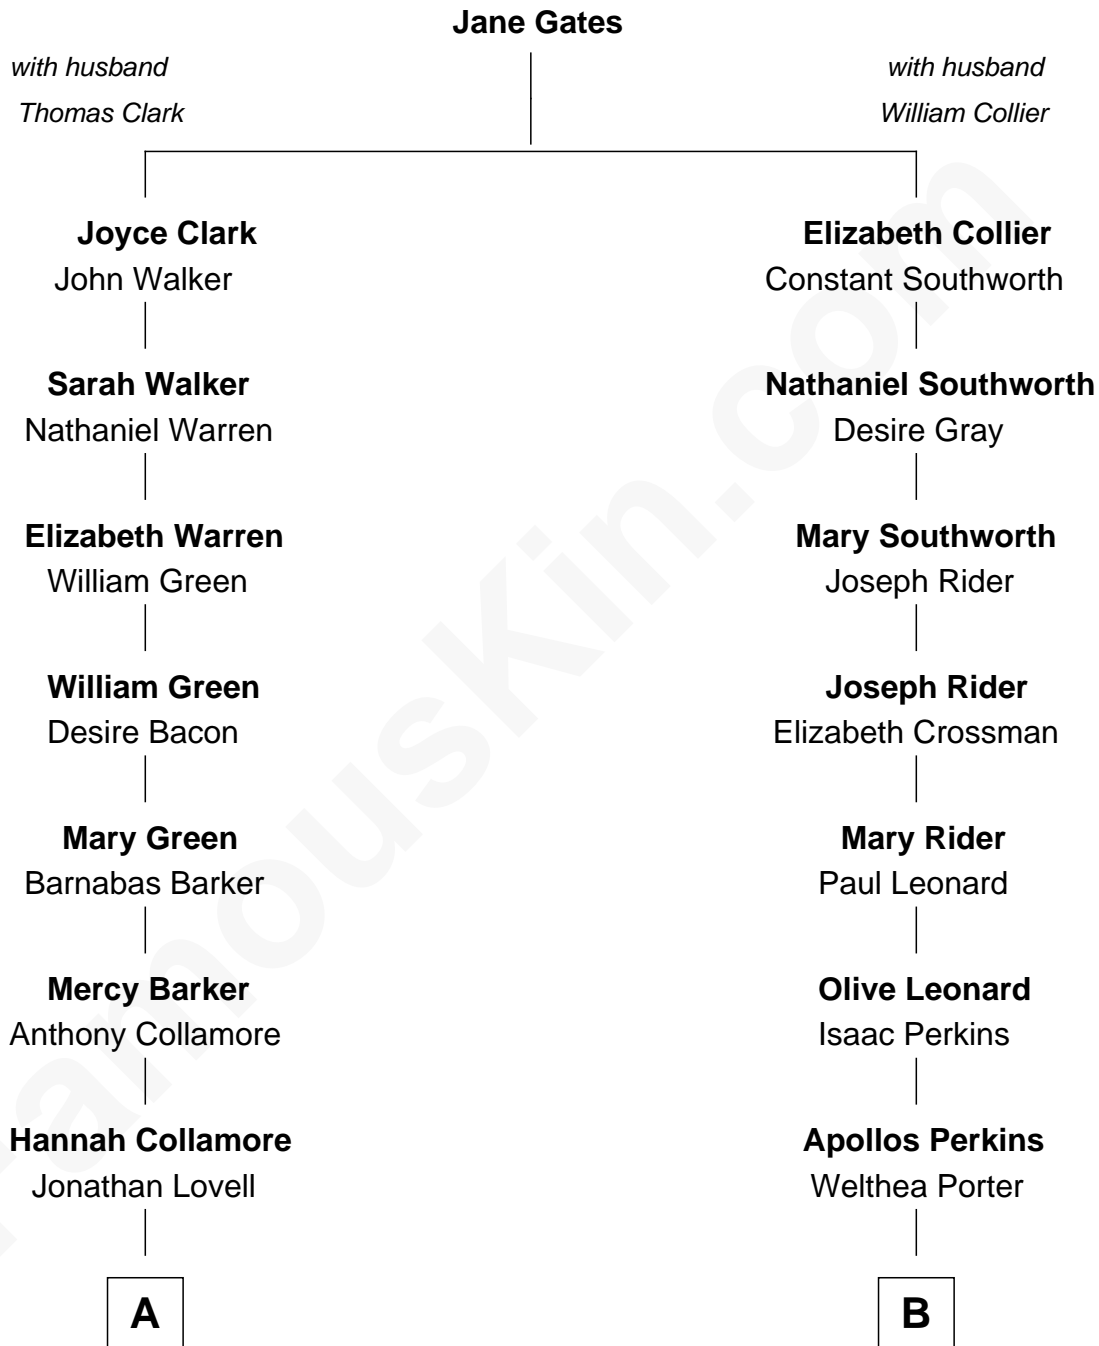 Jane Gates
with husband
Thomas Clark
with husband
William Collier
Joyce Clark
John Walker
Elizabeth Collier
Constant Southworth
Sarah Walker
Nathaniel Warren
Nathaniel Southworth
Desire Gray
Elizabeth Warren
William Green
Mary Southworth
Joseph Rider
William Green
Desire Bacon
Joseph Rider
Elizabeth Crossman
Mary Green
Barnabas Barker
Mary Rider
Paul Leonard
Mercy Barker
Anthony Collamore
Olive Leonard
Isaac Perkins
Hannah Collamore
Jonathan Lovell
Apollos Perkins
Welthea Porter
A
B
FamousKin.com